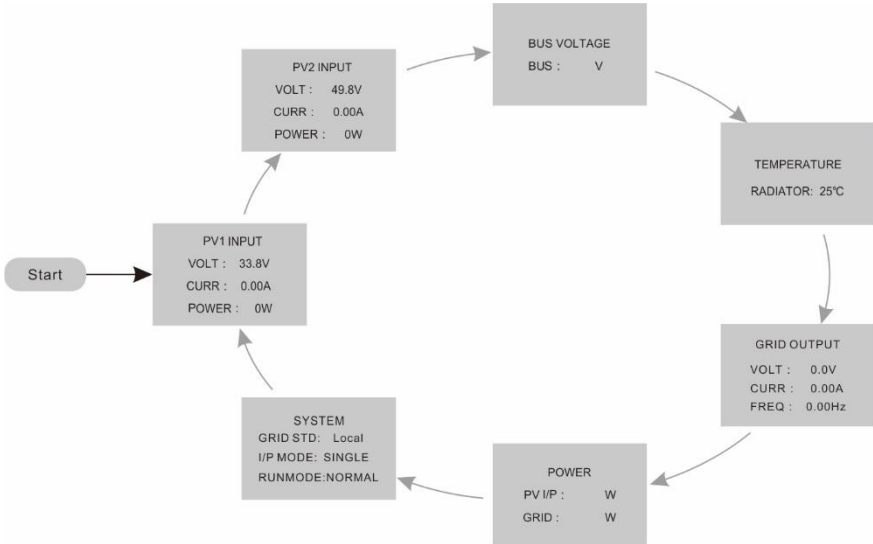 Start
PV1 INPUT
VOLT : 33.8V
CURR : 0.00A
POWER : 0W
PV2 INPUT
VOLT : 49.8V
CURR : 0.00A
POWER : 0W
BUS VOLTAGE
BUS : V
TEMPERATURE
RADIATOR: 25℃
GRID OUTPUT
VOLT : 0.0V
CURR : 0.00A
FREQ : 0.00Hz
POWER
PV I/P : W
GRID : W
SYSTEM
GRID STD: Local
I/P MODE: SINGLE
RUNMODE:NORMAL